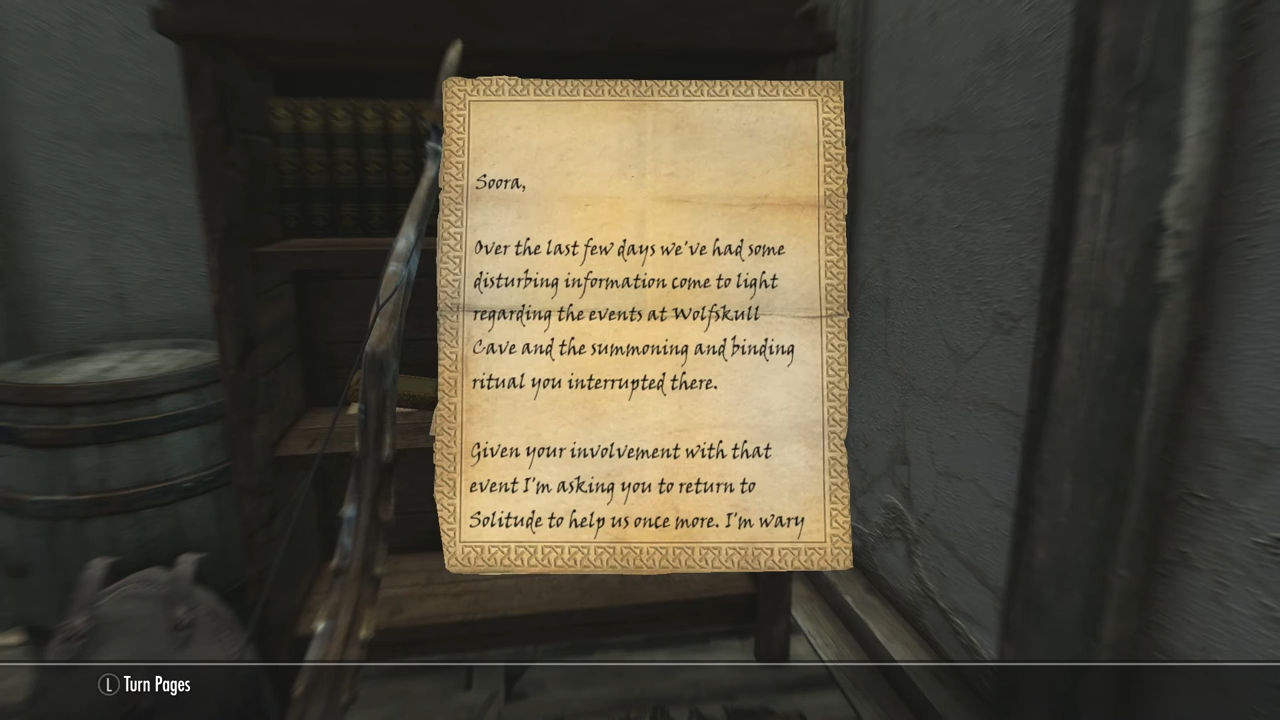 Soora,
Over the last few days we've had some
disturbing information come to light
regarding the events at Wolfskull
Cave and the summoning and binding
ritual you interrupted there.
Given your involvement with that
event I'm asking you to return to
Solitude to help us once more. I'm wary
L Turn Pages